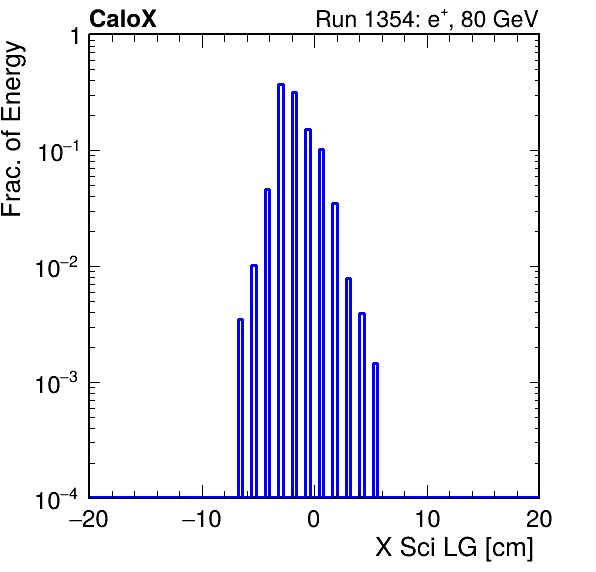 CaloX Run 1354: e⁺, 80 GeV
Frac. of Energy
1
10⁻¹
10⁻²
10⁻³
10⁻⁴
−20 −10 0 10 20
X Sci LG [cm]